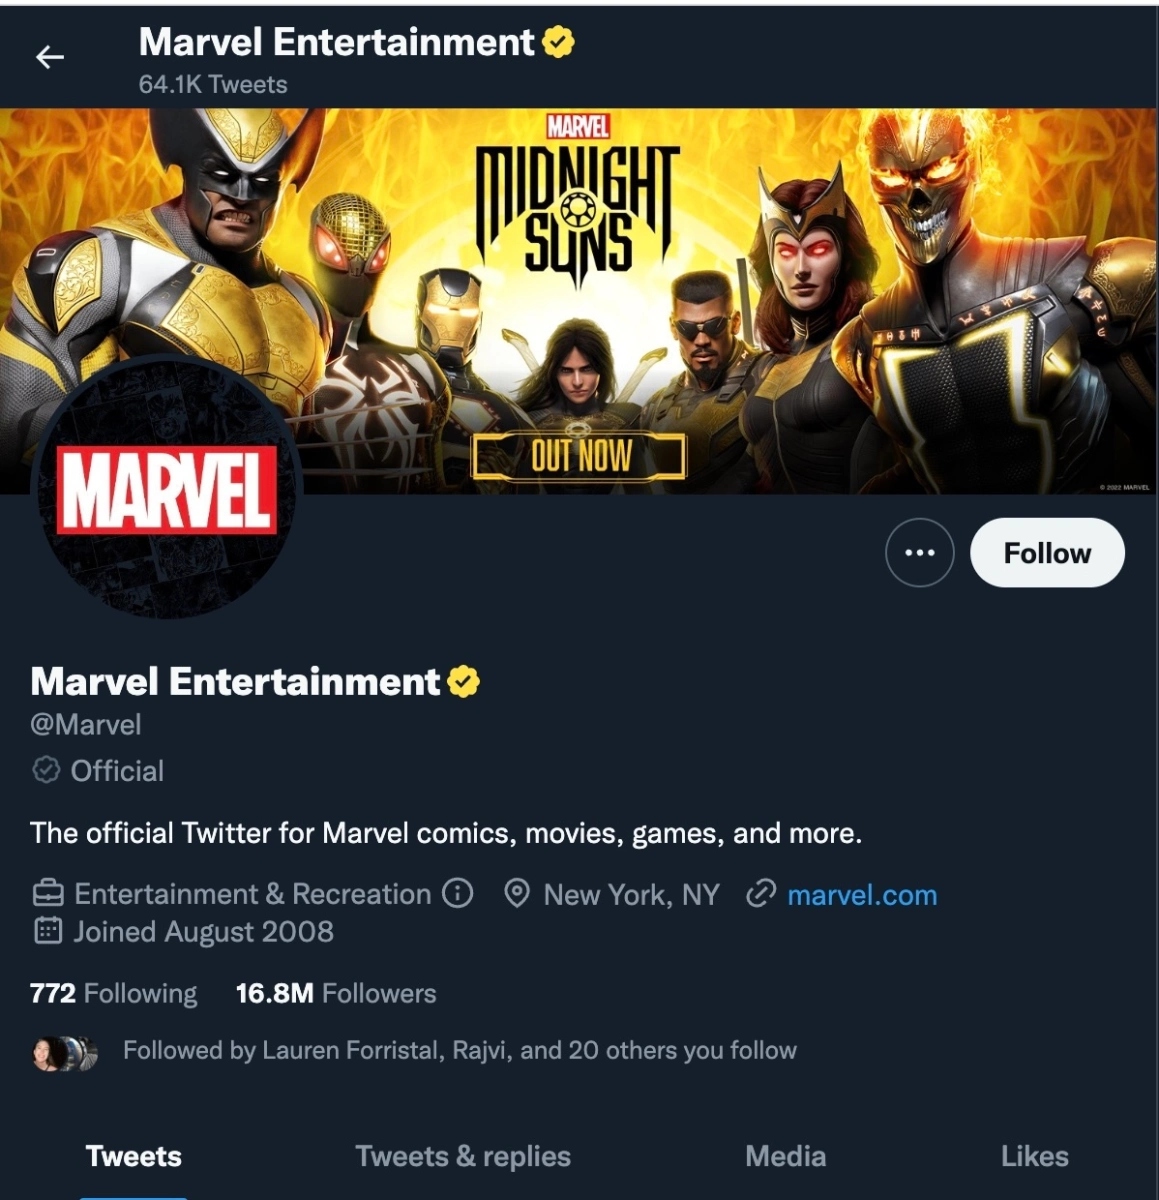 Marvel Entertainment
64.1K Tweets
MARVEL
MIDNIGHT
SUNS
OUT NOW
© 2022 MARVEL
MARVEL
Follow
Marvel Entertainment
@Marvel
Official
The official Twitter for Marvel comics, movies, games, and more.
Entertainment & Recreation New York, NY marvel.com
Joined August 2008
772 Following 16.8M Followers
Followed by Lauren Forristal, Rajvi, and 20 others you follow
Tweets Tweets & replies Media Likes